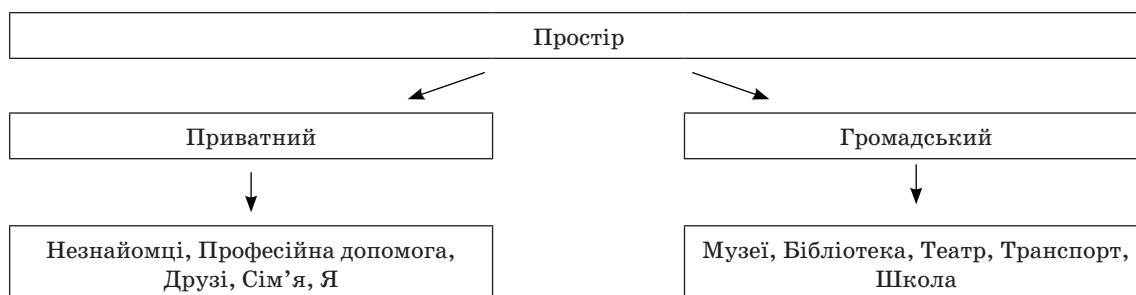 Простір
Приватний
Громадський
Незнайомці, Професійна допомога,
Друзі, Сім’я, Я
Музеї, Бібліотека, Театр, Транспорт,
Школа